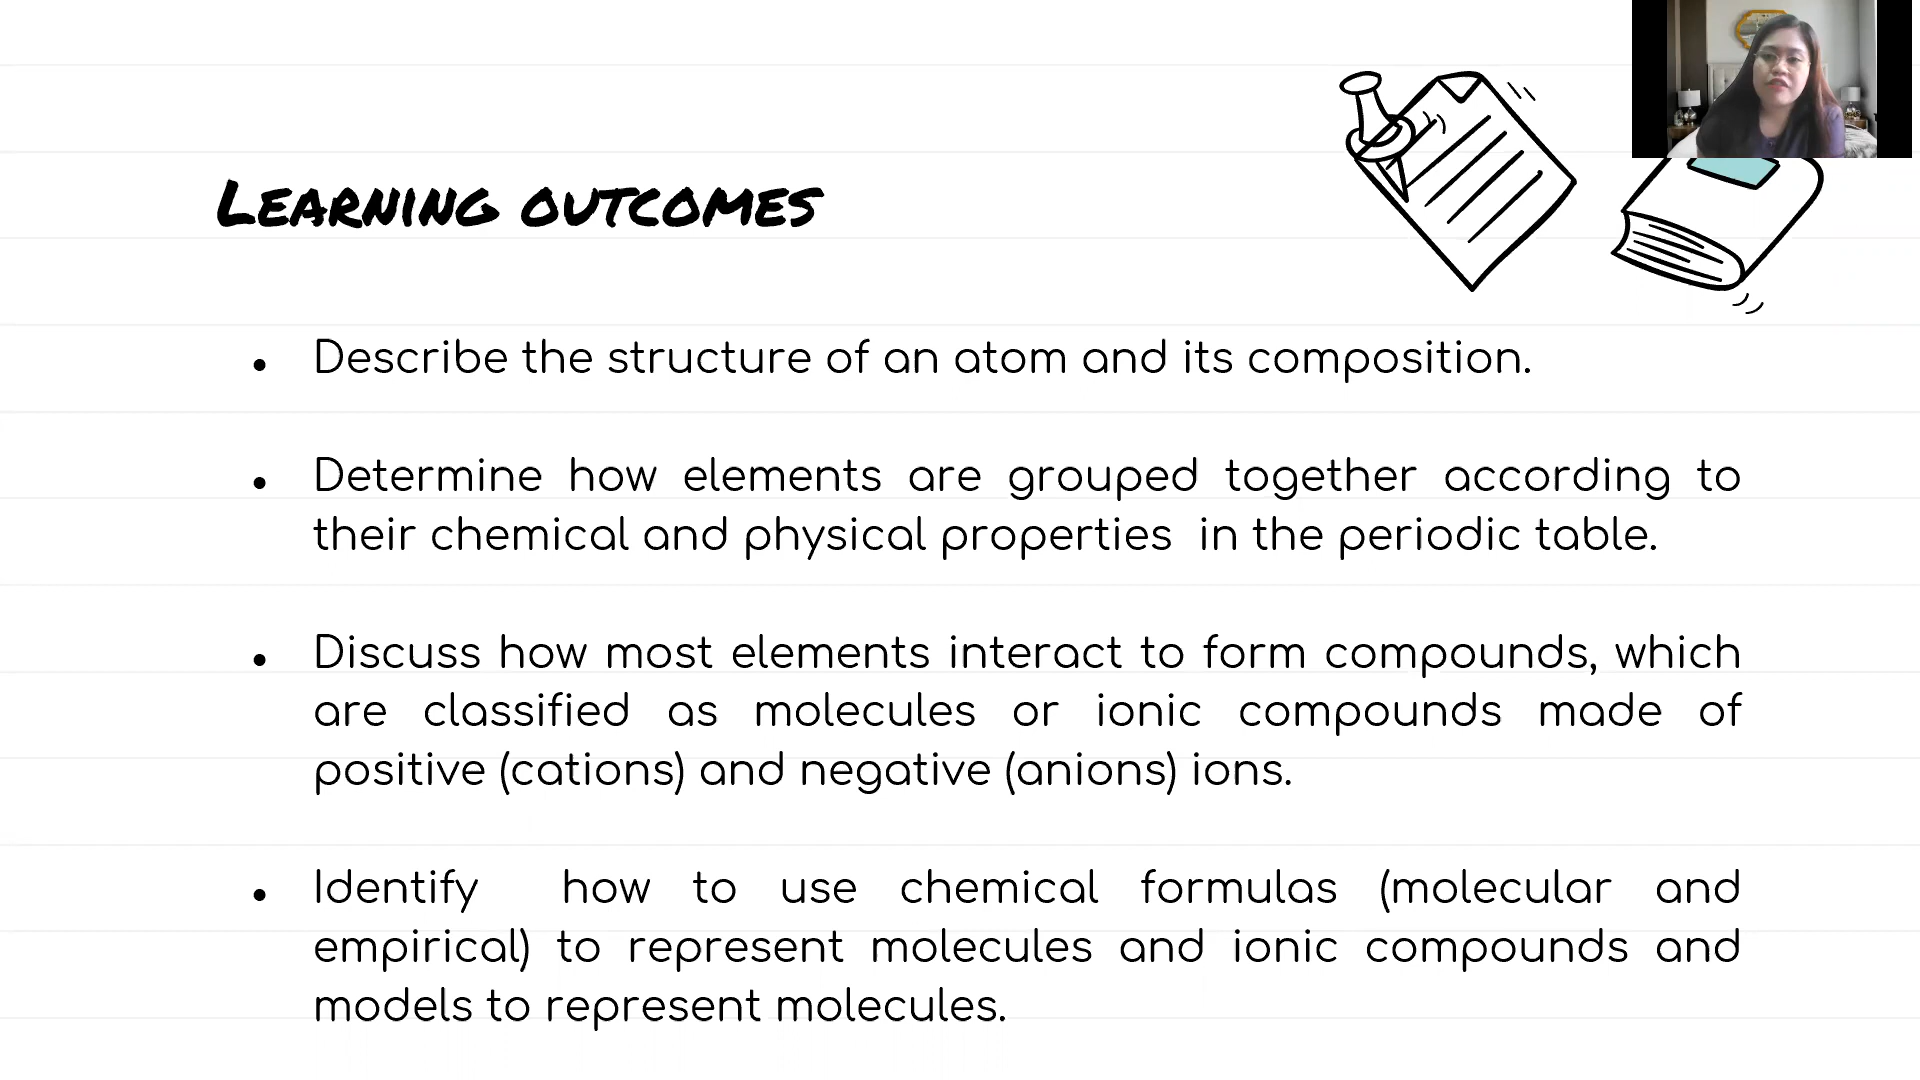 LEARNING OUTCOMES
• Describe the structure of an atom and its composition.
• Determine how elements are grouped together according to
their chemical and physical properties  in the periodic table.
• Discuss how most elements interact to form compounds, which
are classified as molecules or ionic compounds made of
positive (cations) and negative (anions) ions.
• Identify  how to use chemical formulas (molecular and
empirical) to represent molecules and ionic compounds and
models to represent molecules.